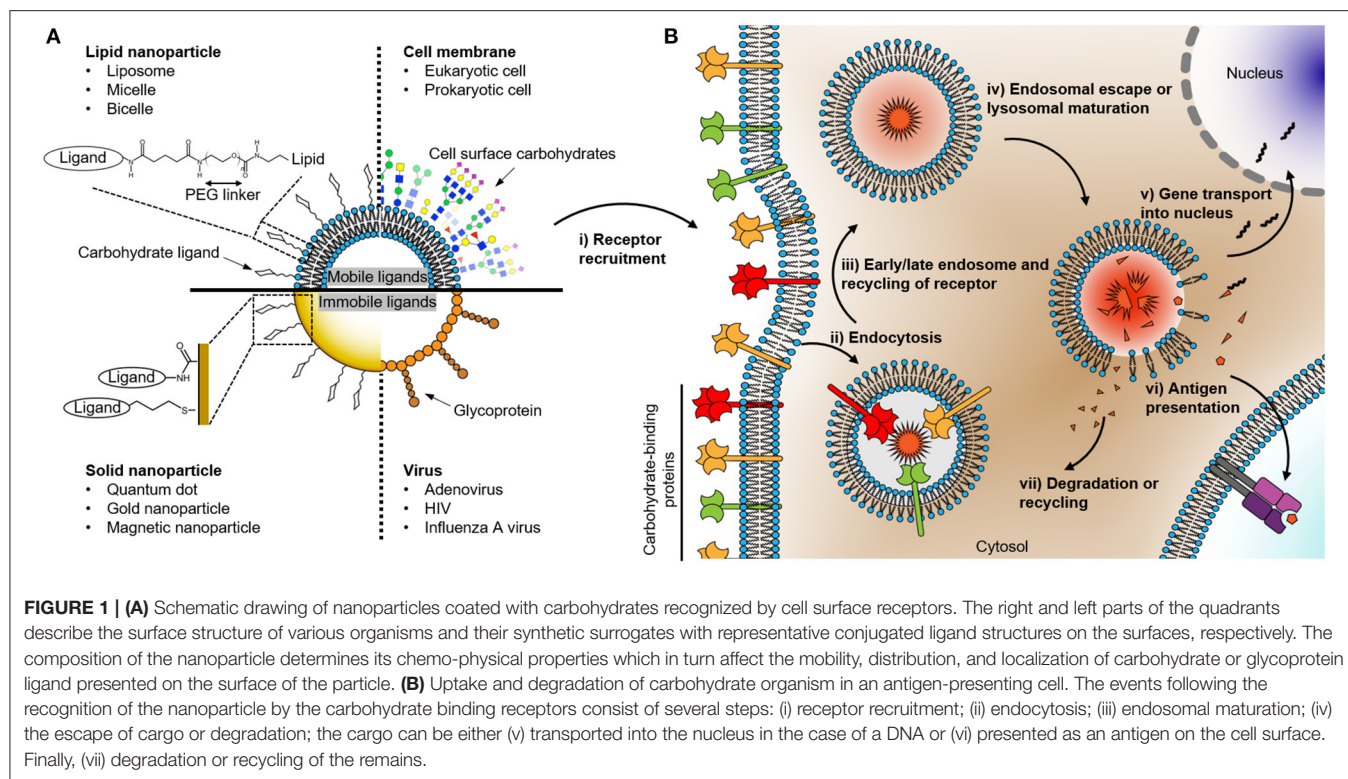 A
Lipid nanoparticle
• Liposome
• Micelle
• Bicelle
Cell membrane
• Eukaryotic cell
• Prokaryotic cell
Ligand
N
H
O
O
H
N
O
n
O
H
N
Lipid
PEG linker
Cell surface carbohydrates
Carbohydrate ligand
Mobile ligands
Immobile ligands
i) Receptor
recruitment
Ligand
O
NH
Ligand
S
Glycoprotein
Solid nanoparticle
• Quantum dot
• Gold nanoparticle
• Magnetic nanoparticle
Virus
• Adenovirus
• HIV
• Influenza A virus
B
Nucleus
iv) Endosomal escape or
lysosomal maturation
v) Gene transport
into nucleus
iii) Early/late endosome and
recycling of receptor
ii) Endocytosis
vi) Antigen
presentation
vii) Degradation or
recycling
Carbohydrate-binding
proteins
Cytosol
FIGURE 1 | (A) Schematic drawing of nanoparticles coated with carbohydrates recognized by cell surface receptors. The right and left parts of the quadrants
describe the surface structure of various organisms and their synthetic surrogates with representative conjugated ligand structures on the surfaces, respectively. The
composition of the nanoparticle determines its chemo-physical properties which in turn affect the mobility, distribution, and localization of carbohydrate or glycoprotein
ligand presented on the surface of the particle. (B) Uptake and degradation of carbohydrate organism in an antigen-presenting cell. The events following the
recognition of the nanoparticle by the carbohydrate binding receptors consist of several steps: (i) receptor recruitment; (ii) endocytosis; (iii) endosomal maturation; (iv)
the escape of cargo or degradation; the cargo can be either (v) transported into the nucleus in the case of a DNA or (vi) presented as an antigen on the cell surface.
Finally, (vii) degradation or recycling of the remains.